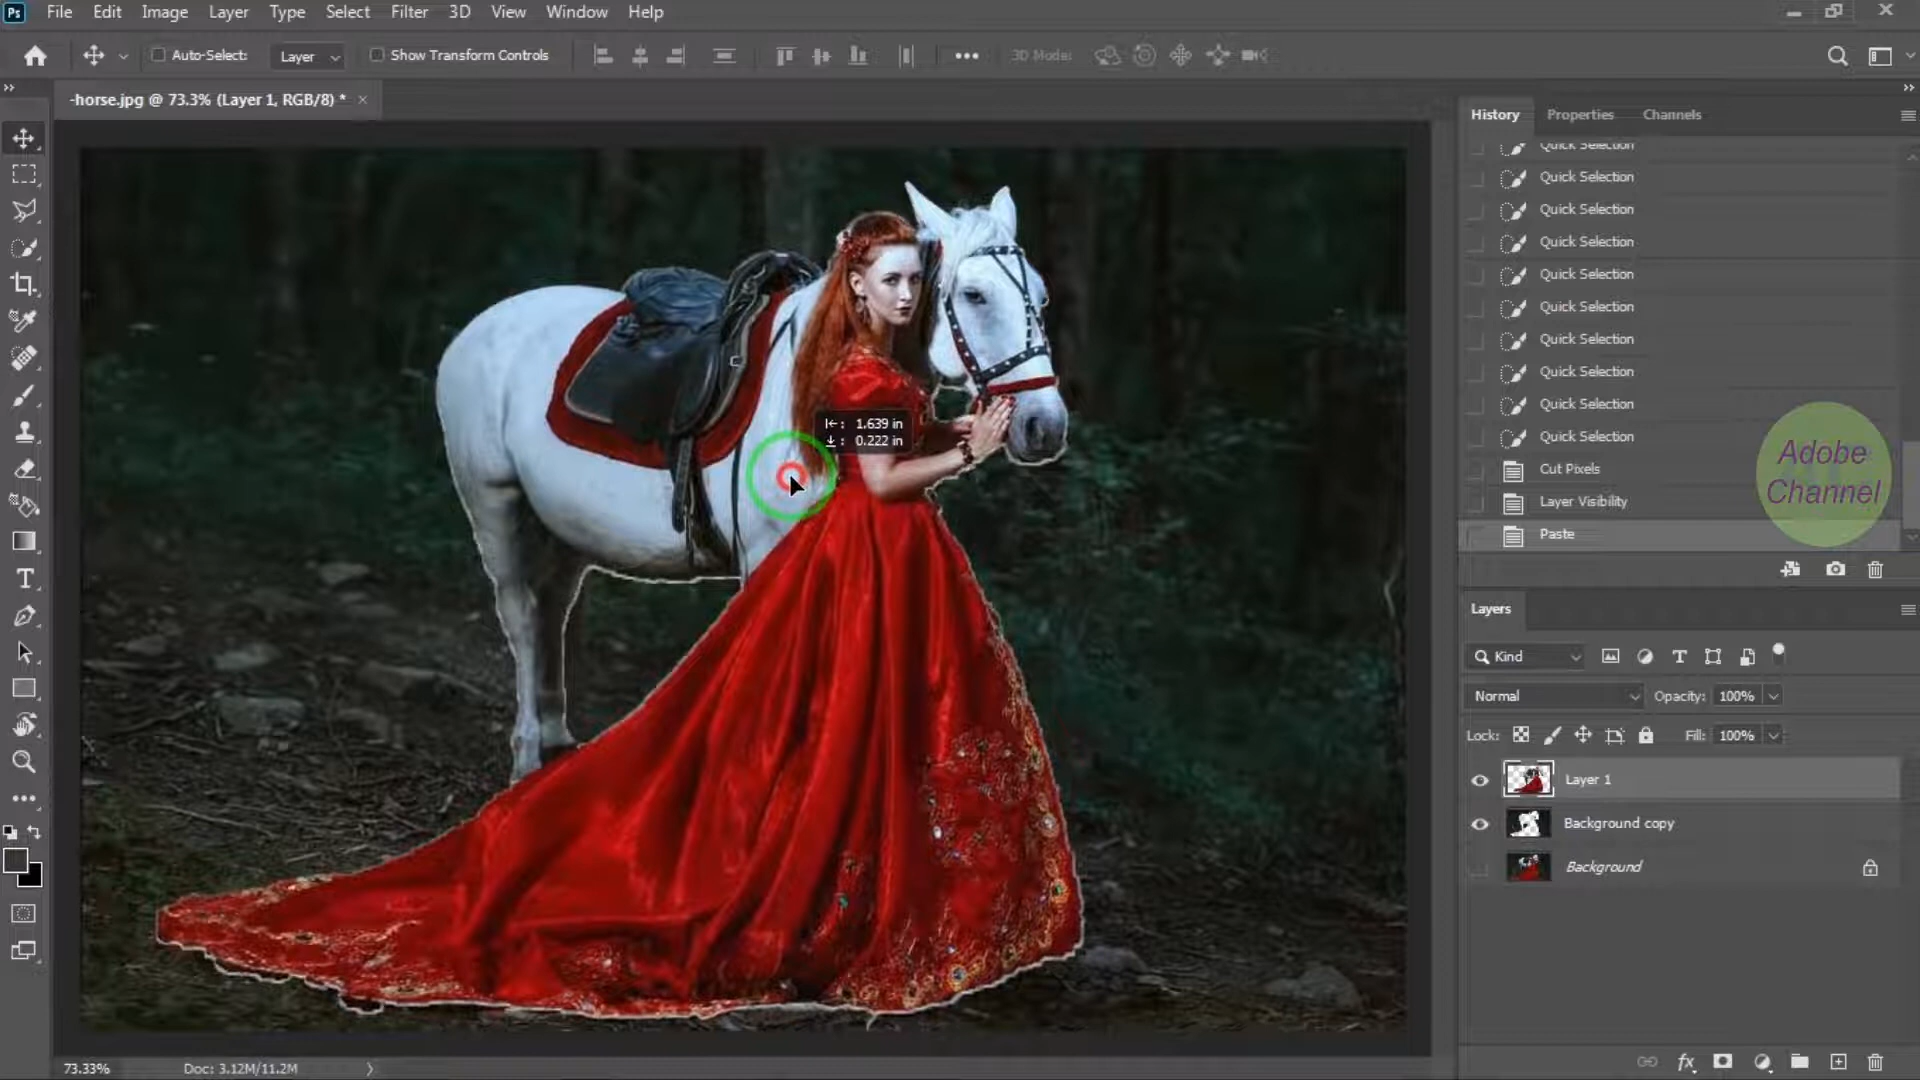 Ps File Edit Image Layer Type Select Filter 3D View Window Help
Auto-Select: Layer Show Transform Controls ••• 3D Mode:
-horse.jpg @ 73.3% (Layer 1, RGB/8) * ×
History Properties Channels
Quick Selection
Quick Selection
Quick Selection
Quick Selection
Quick Selection
Quick Selection
Quick Selection
Quick Selection
Quick Selection
Quick Selection
Cut Pixels
Layer Visibility
Paste
Adobe
Channel
: 1.639 in
: 0.222 in
Layers
Kind
Normal Opacity: 100%
Lock: Fill: 100%
Layer 1
Background copy
Background
fx
73.33% Doc: 3.12M/11.2M